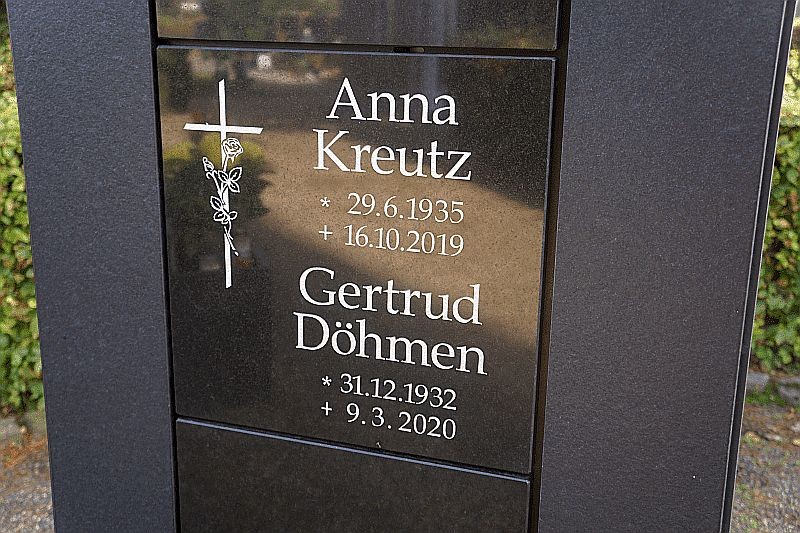 Anna
Kreutz
* 29.6.1935
+ 16.10.2019
Gertrud
Döhmen
* 31.12.1932
+ 9.3.2020